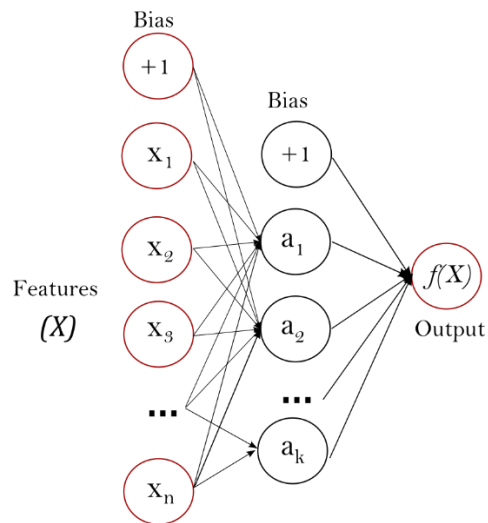 Bias
+1
x1
x2
x3
...
xn
Features
(X)
Bias
+1
a1
a2
...
ak
f(X)
Output